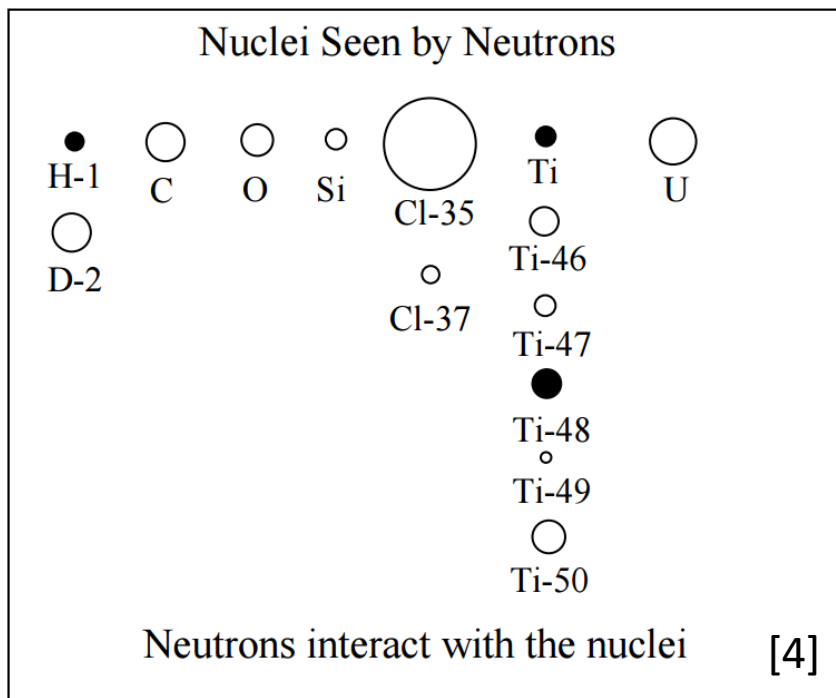 Nuclei Seen by Neutrons
H-1 C O Si Cl-35 Ti U
D-2 Ti-46
Cl-37 Ti-47
Ti-48
Ti-49
Ti-50
Neutrons interact with the nuclei [4]